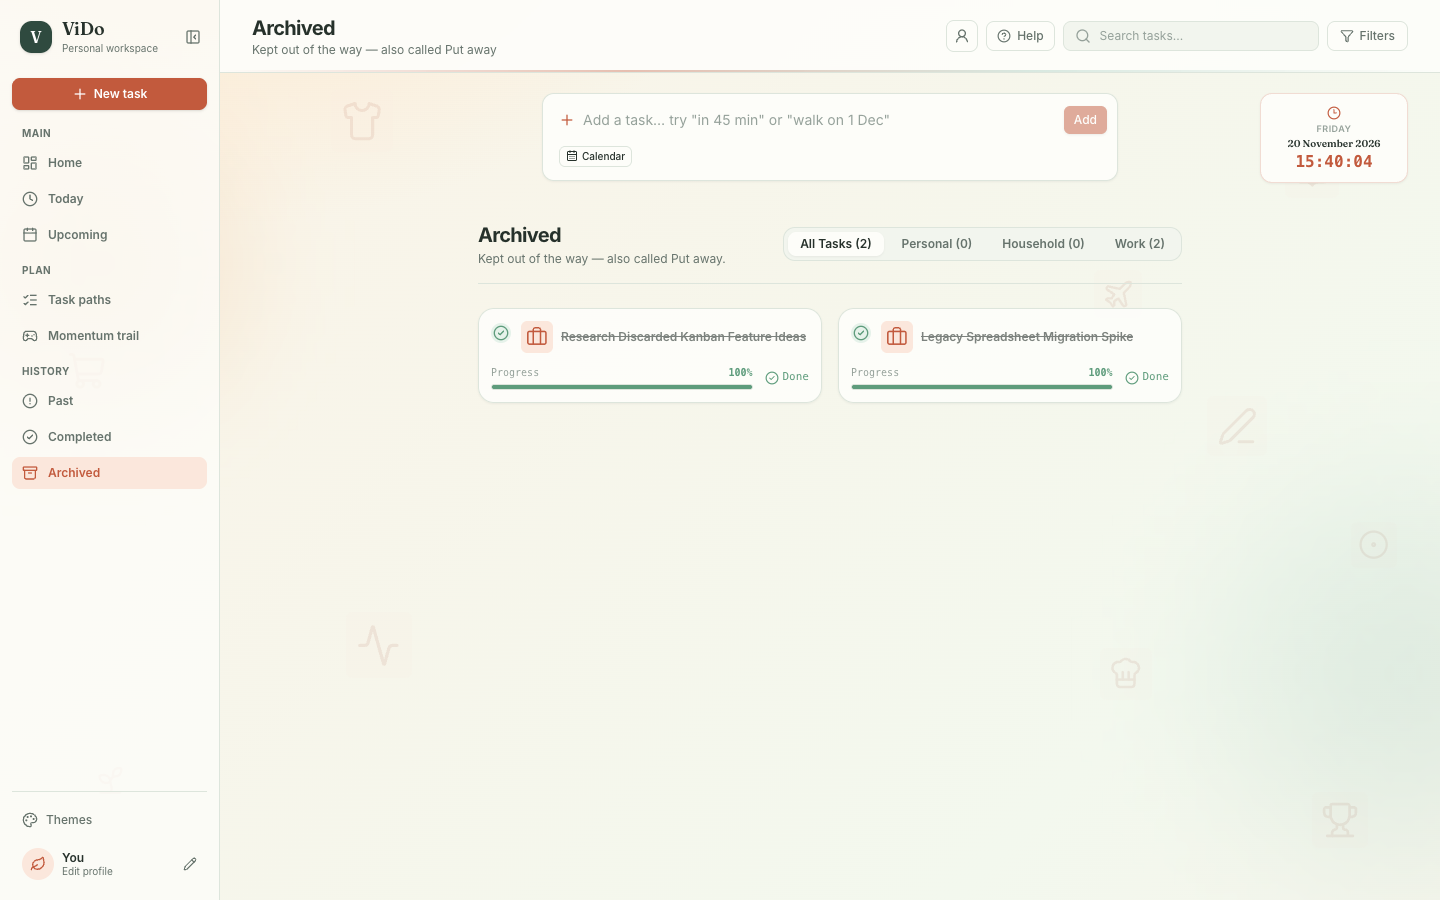 V
ViDo
Personal workspace
New task
MAIN
Home
Today
Upcoming
PLAN
Task paths
Momentum trail
HISTORY
Past
Completed
Archived
Themes
You
Edit profile
Archived
Kept out of the way — also called Put away
Help
Search tasks...
Filters
Add a task... try "in 45 min" or "walk on 1 Dec"
Add
Calendar
FRIDAY
20 November 2026
15:40:04
Archived
Kept out of the way — also called Put away.
All Tasks (2)
Personal (0)
Household (0)
Work (2)
Research Discarded Kanban Feature Ideas
Progress
100%
Done
Legacy Spreadsheet Migration Spike
Progress
100%
Done